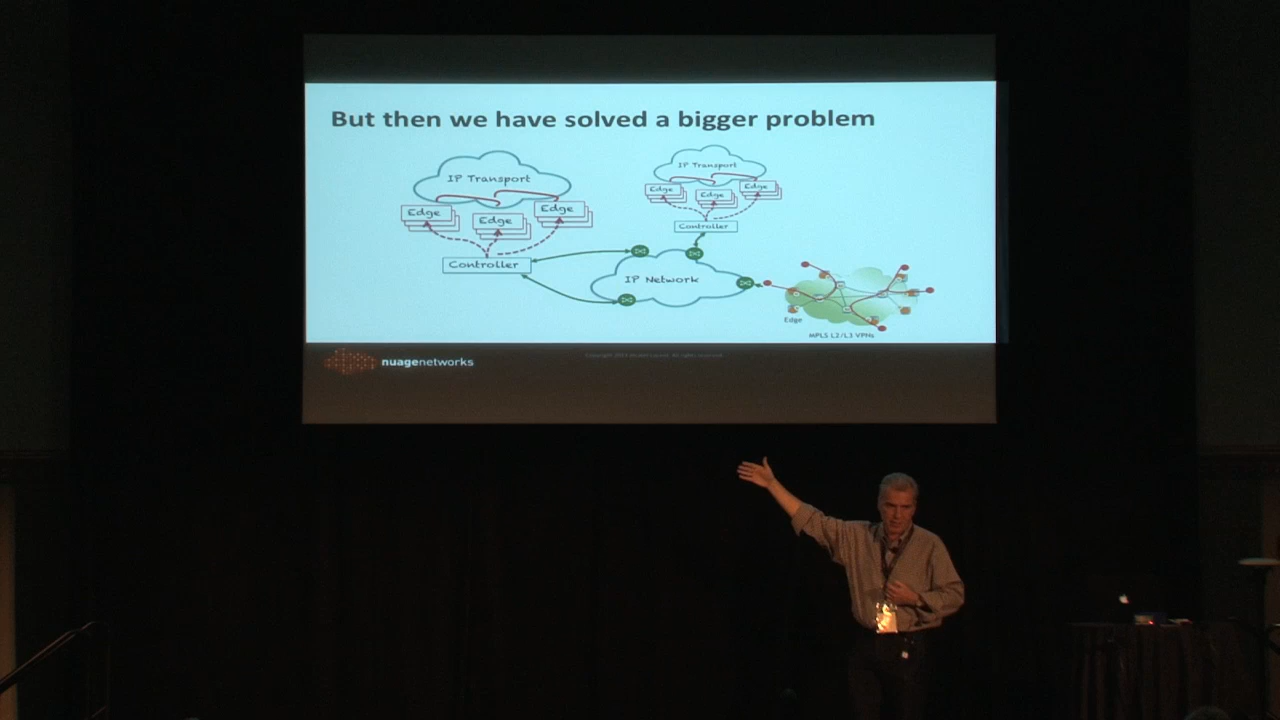 But then we have solved a bigger problem
IP Transport
Edge
Edge
Edge
Controller
IP Transport
Edge
Edge
Edge
Controller
IP Network
Edge
MPLS L2/L3 VPNs
nuagenetworks